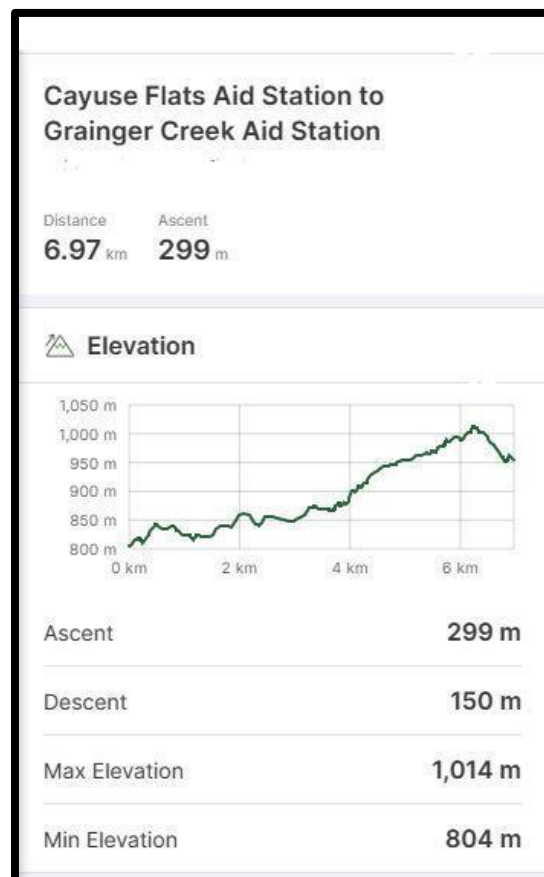 Cayuse Flats Aid Station to
Grainger Creek Aid Station
Distance Ascent
6.97 km 299 m
Elevation
1,050 m
1,000 m
950 m
900 m
850 m
800 m
0 km 2 km 4 km 6 km
Ascent 299 m
Descent 150 m
Max Elevation 1,014 m
Min Elevation 804 m